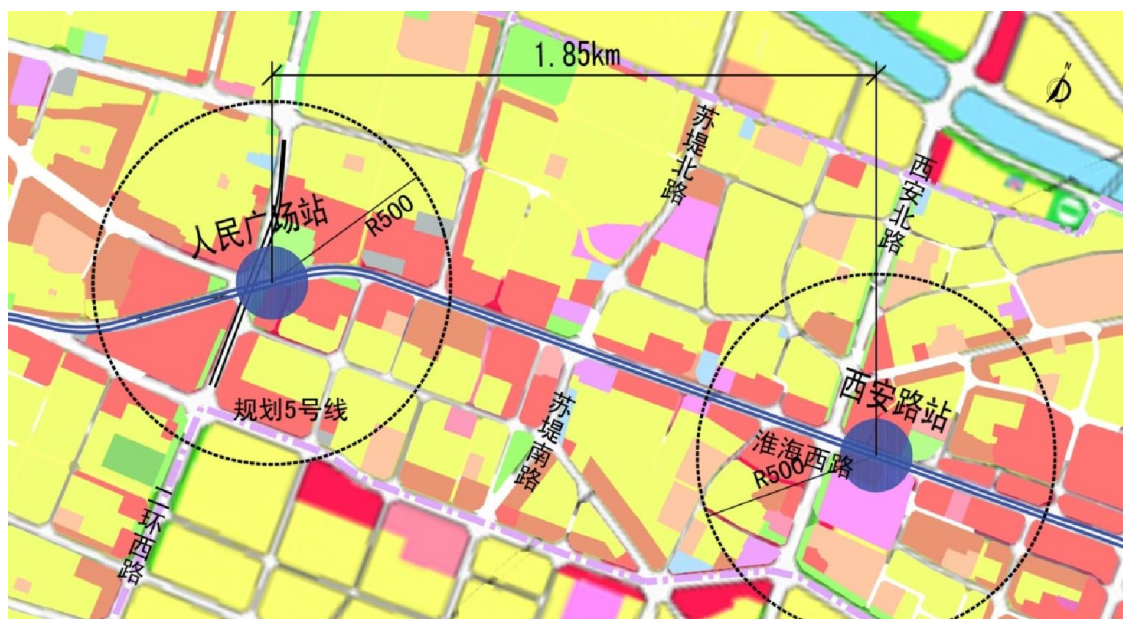 1.85km
N
苏堤北路
西安北路
人民广场站
R500
西安路站
规划5号线
苏堤南路
淮海西路
R500
二环西路